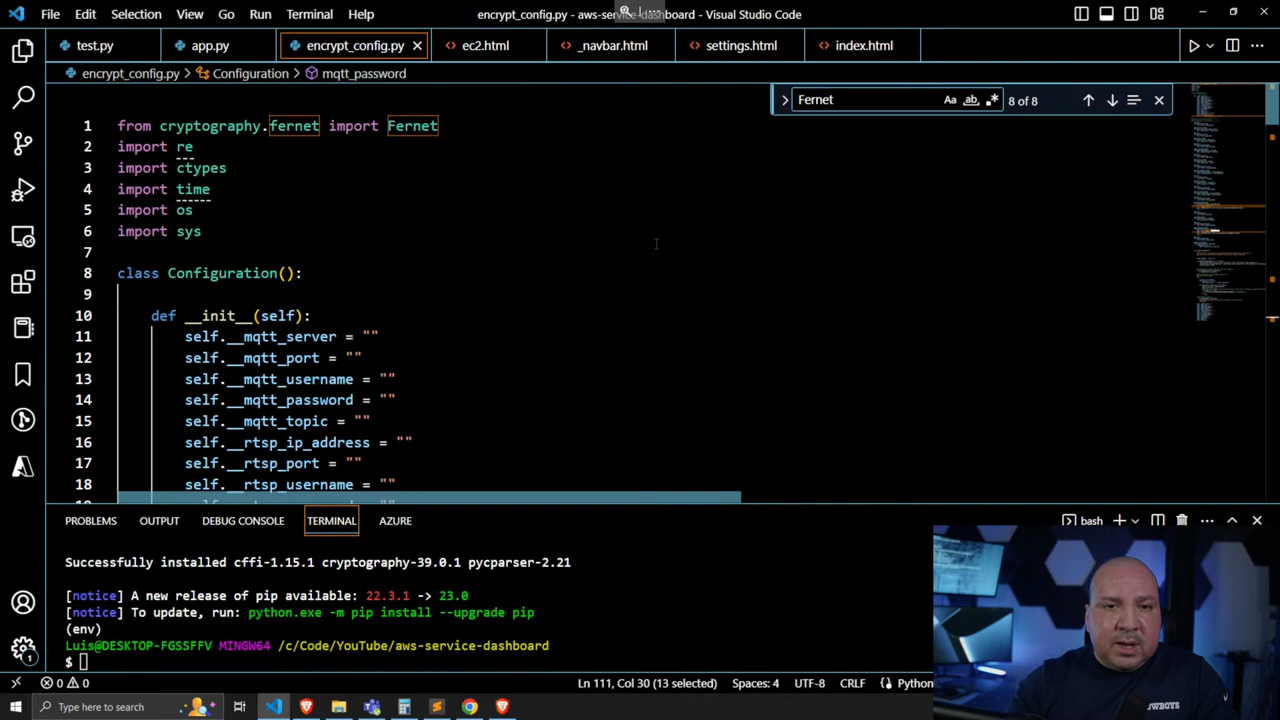 File Edit Selection View Go Run Terminal Help
encrypt_config.py - aws-service-dashboard - Visual Studio Code
test.py app.py encrypt_config.py ec2.html _navbar.html settings.html index.html
encrypt_config.py > Configuration > mqtt_password
Fernet Aa ab 8 of 8
1 from cryptography.fernet import Fernet
2 import re
3 import ctypes
4 import time
5 import os
6 import sys
7
8 class Configuration():
9
10 def __init__(self):
11 self.__mqtt_server = ""
12 self.__mqtt_port = ""
13 self.__mqtt_username = ""
14 self.__mqtt_password = ""
15 self.__mqtt_topic = ""
16 self.__rtsp_ip_address = ""
17 self.__rtsp_port = ""
18 self.__rtsp_username = ""
PROBLEMS OUTPUT DEBUG CONSOLE TERMINAL AZURE
bash
Successfully installed cffi-1.15.1 cryptography-39.0.1 pycparser-2.21
[notice] A new release of pip available: 22.3.1 -> 23.0
[notice] To update, run: python.exe -m pip install --upgrade pip
(env)
Luis@DESKTOP-FGSSFFV MINGW64 /c/Code/YouTube/aws-service-dashboard
$
JWBOYS
1
0 0 Ln 111, Col 30 (13 selected) Spaces: 4 UTF-8 CRLF Python
Type here to search